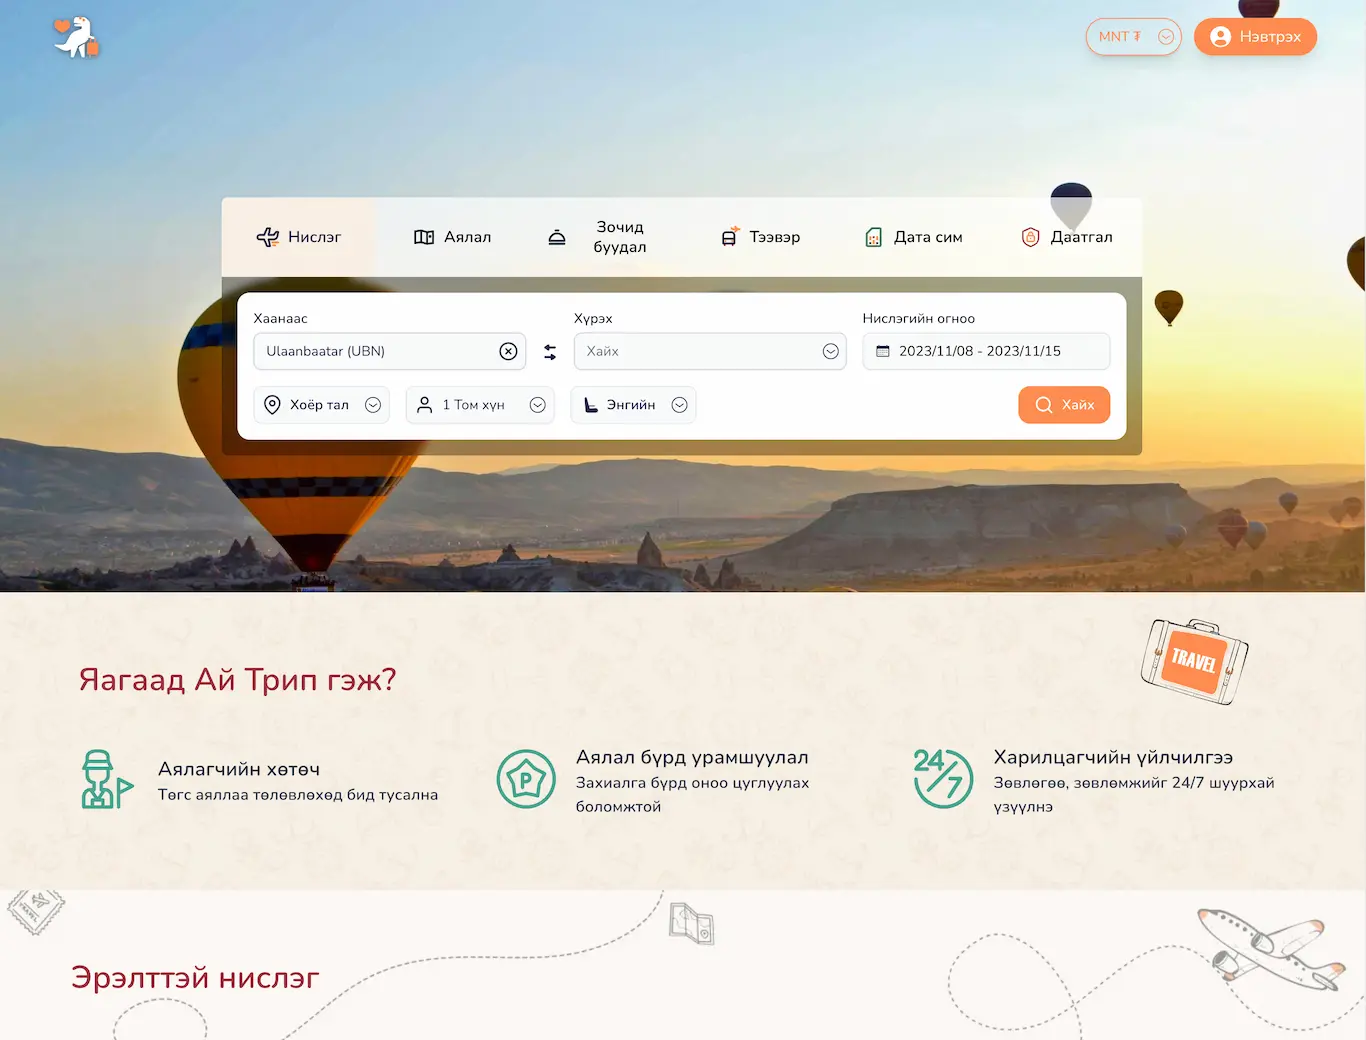 MNT ₮
Нэвтрэх
Нислэг
Аялал
Зочид
буудал
Тээвэр
Дата сим
Даатгал
Хаанаас
Хүрэх
Нислэгийн огноо
Ulaanbaatar (UBN)
Хайх
2023/11/08 - 2023/11/15
Хоёр тал
1 Том хүн
Энгийн
Хайх
TRAVEL
Яагаад Ай Трип гэж?
Аялагчийн хөтөч
Төгс аяллаа төлөвлөхөд бид тусална
P
Аялал бүрд урамшуулал
Захиалга бүрд оноо цуглуулах
боломжтой
24/7
Харилцагчийн үйлчилгээ
Зөвлөгөө, зөвлөмжийг 24/7 шуурхай
үзүүлнэ
TRAVEL
Эрэлттэй нислэг